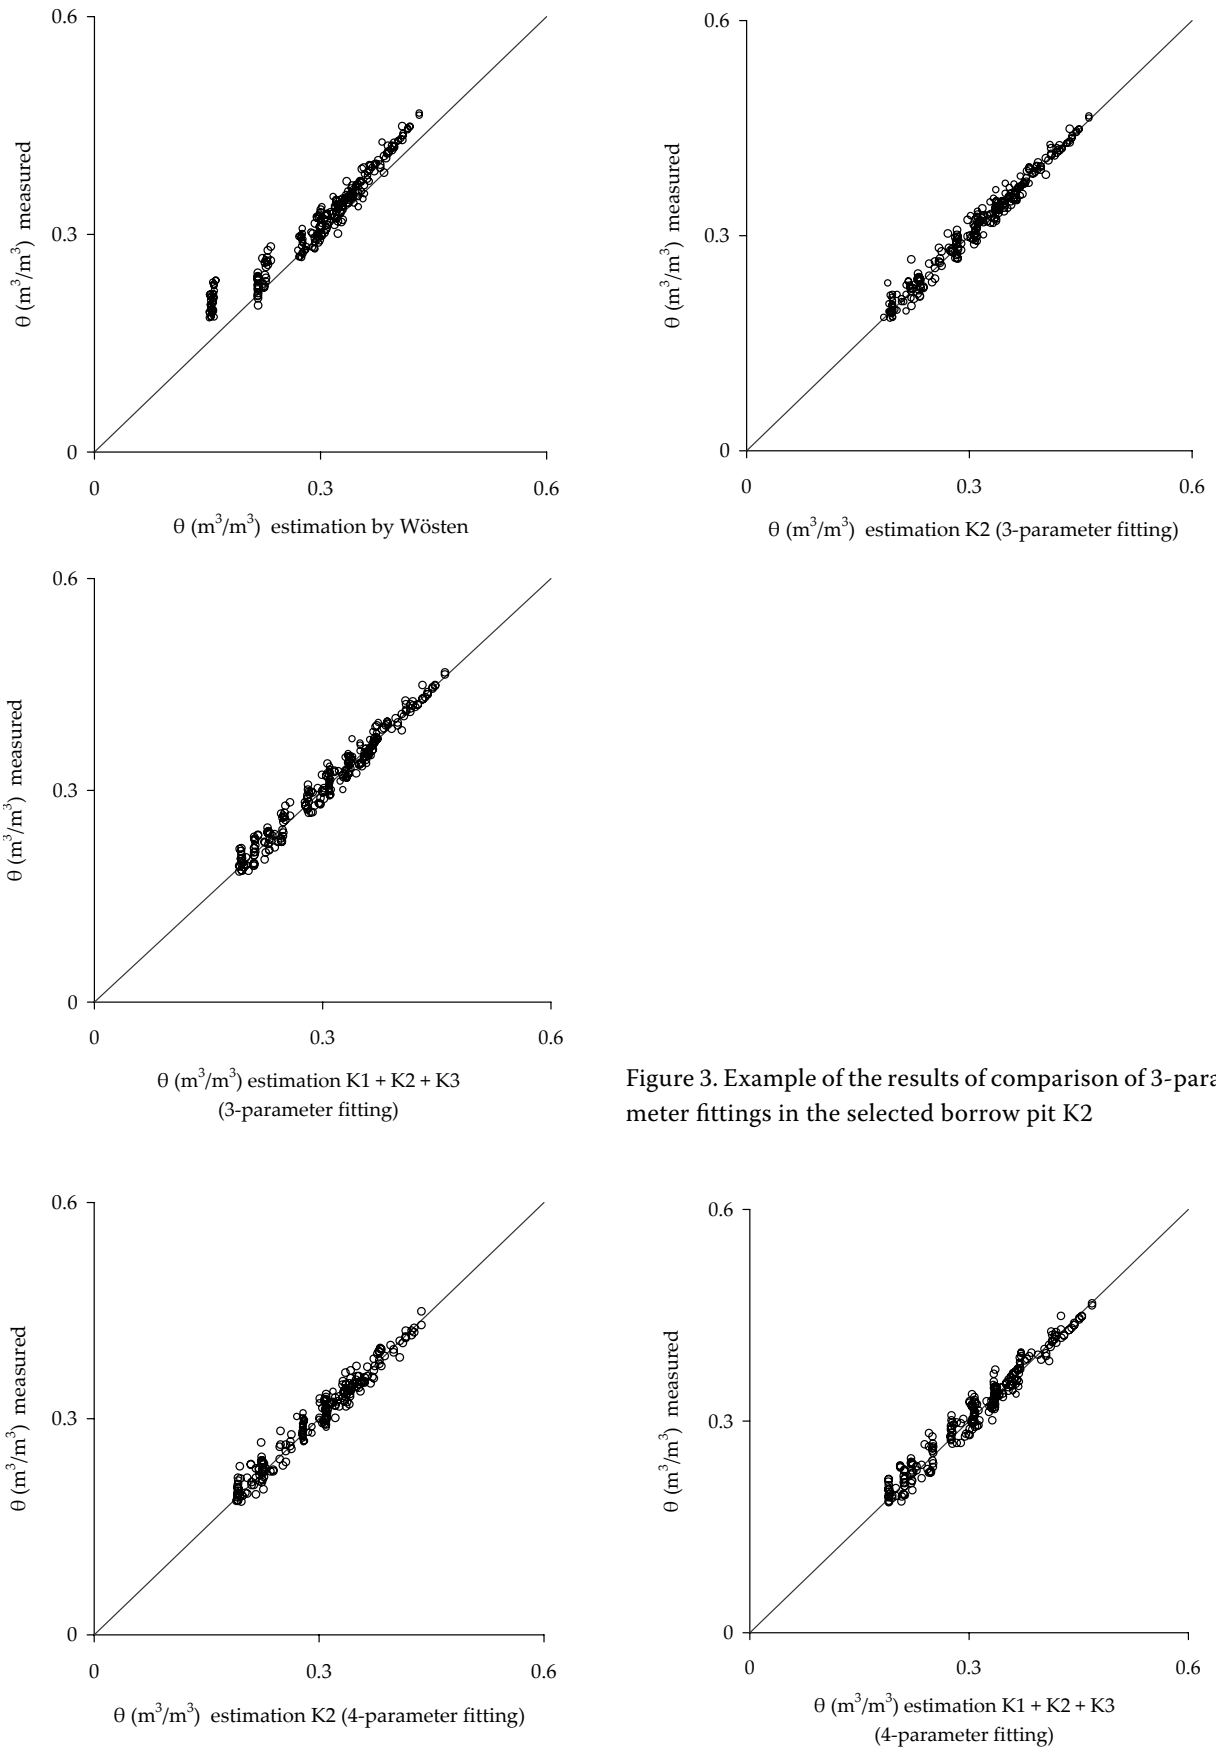 0.6
θ (m³/m³) measured
0.3
0
0
0.3
0.6
θ (m³/m³) estimation by Wösten
0.6
θ (m³/m³) measured
0.3
0
0
0.3
0.6
θ (m³/m³) estimation K2 (3-parameter fitting)
0.6
θ (m³/m³) measured
0.3
0
0
0.3
0.6
θ (m³/m³) estimation K1 + K2 + K3
(3-parameter fitting)
Figure 3. Example of the results of comparison of 3-para
meter fittings in the selected borrow pit K2
0.6
θ (m³/m³) measured
0.3
0
0
0.3
0.6
θ (m³/m³) estimation K2 (4-parameter fitting)
0.6
θ (m³/m³) measured
0.3
0
0
0.3
0.6
θ (m³/m³) estimation K1 + K2 + K3
(4-parameter fitting)